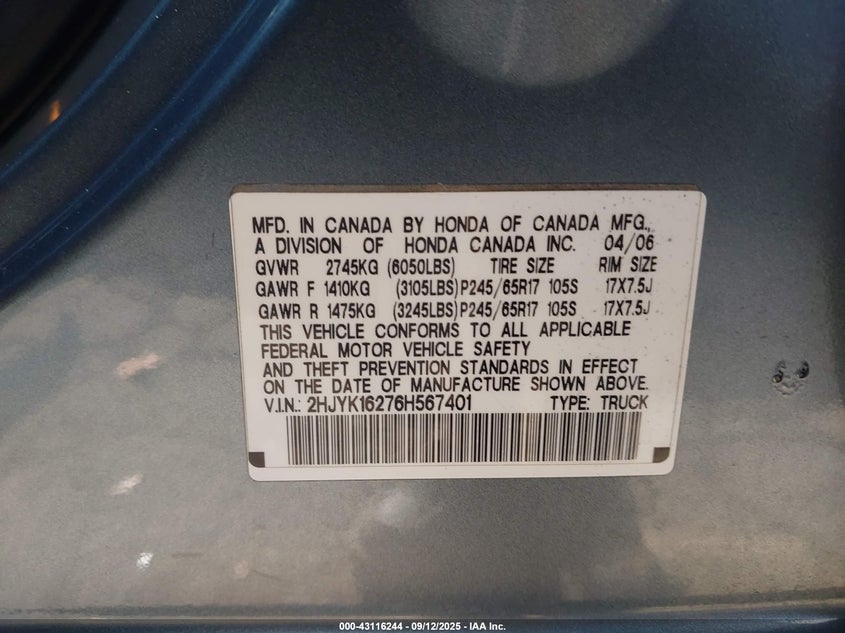 MFD. IN CANADA BY HONDA OF CANADA MFG.,
A DIVISION OF HONDA CANADA INC. 04/06
GVWR 2745KG (6050LBS) TIRE SIZE RIM SIZE
GAWR F 1410KG (3105LBS)P245/65R17 105S 17X7.5J
GAWR R 1475KG (3245LBS)P245/65R17 105S 17X7.5J
THIS VEHICLE CONFORMS TO ALL APPLICABLE
FEDERAL MOTOR VEHICLE SAFETY
AND THEFT PREVENTION STANDARDS IN EFFECT
ON THE DATE OF MANUFACTURE SHOWN ABOVE.
V.I.N.: 2HJYK16276H567401 TYPE: TRUCK
000-43116244 - 09/12/2025 - IAA Inc.